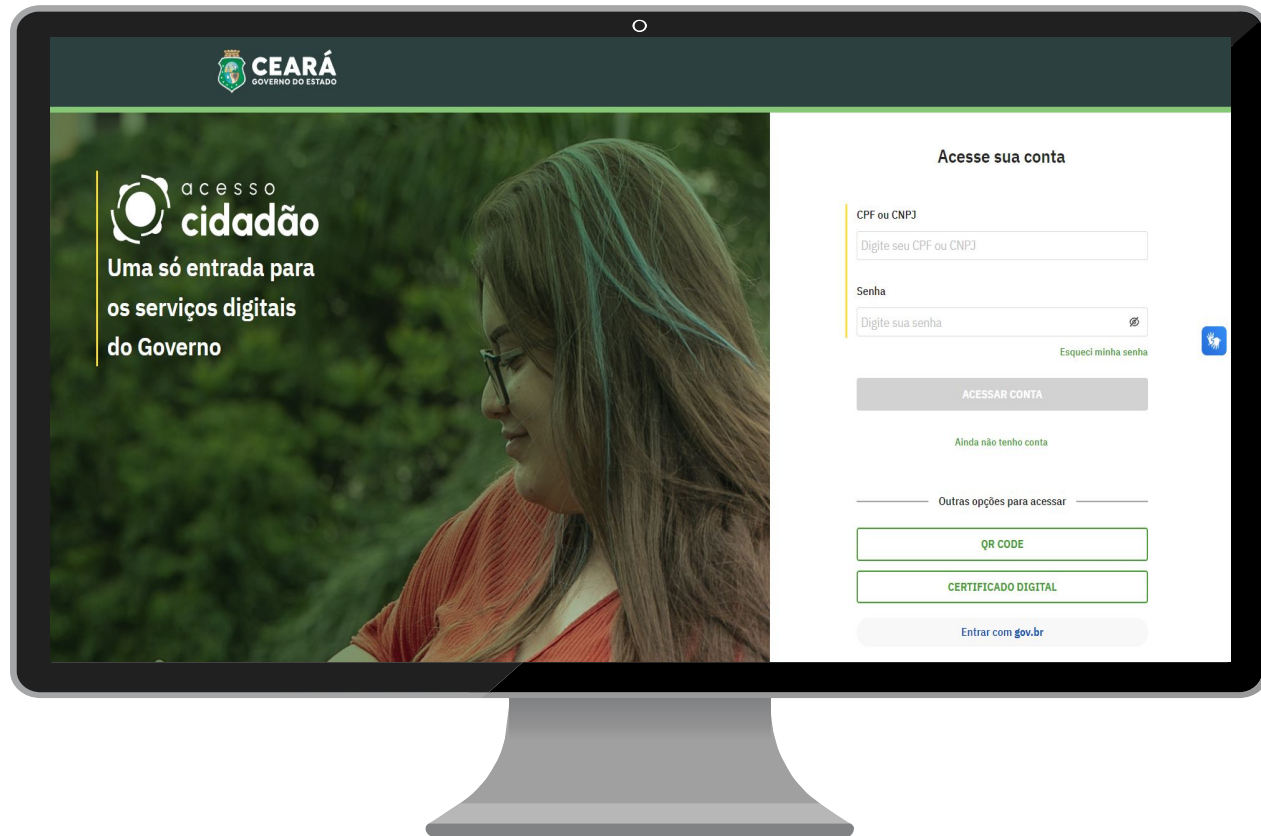 CEARÁ
GOVERNO DO ESTADO
acesso
cidadão
Uma só entrada para
os serviços digitais
do Governo
Acesse sua conta
CPF ou CNPJ
Digite seu CPF ou CNPJ
Senha
Digite sua senha
Esqueci minha senha
ACESSAR CONTA
Ainda não tenho conta
Outras opções para acessar
QR CODE
CERTIFICADO DIGITAL
Entrar com gov.br